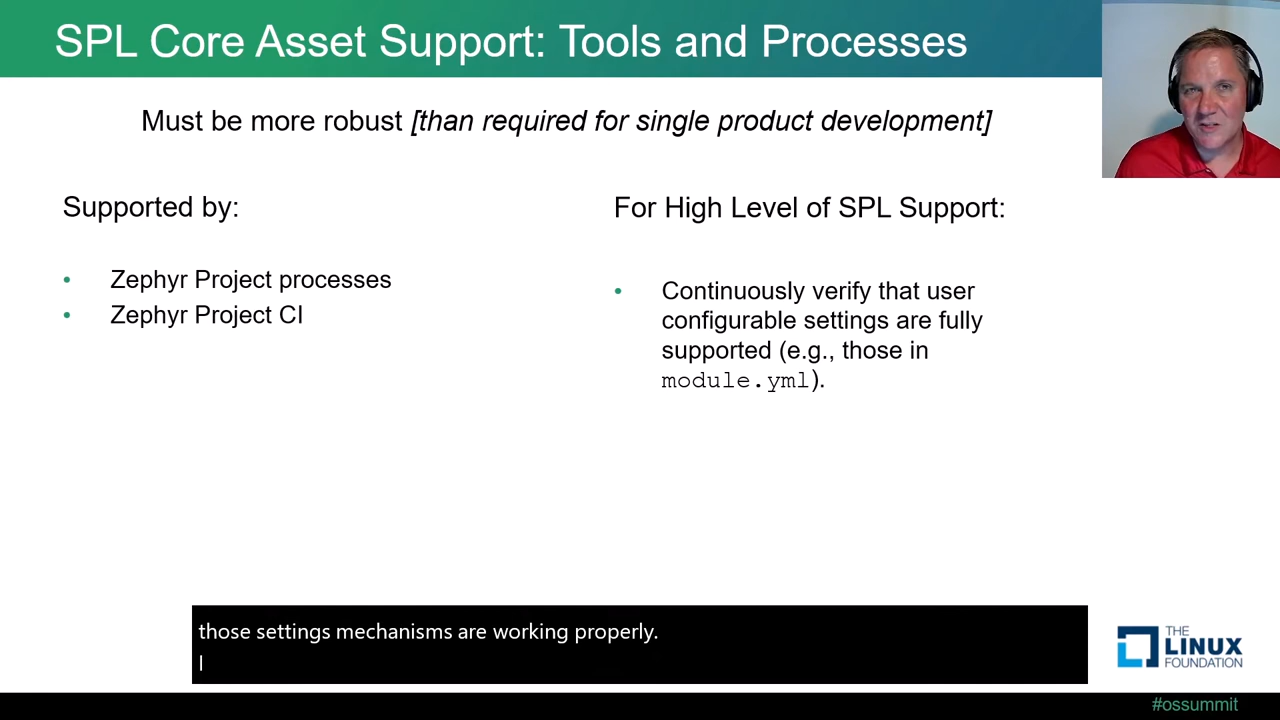 SPL Core Asset Support: Tools and Processes
Must be more robust [than required for single product development]
Supported by:
• Zephyr Project processes
• Zephyr Project CI
For High Level of SPL Support:
• Continuously verify that user
configurable settings are fully
supported (e.g., those in
module.yml).
those settings mechanisms are working properly.
I
THE
LINUX
FOUNDATION
#ossummit